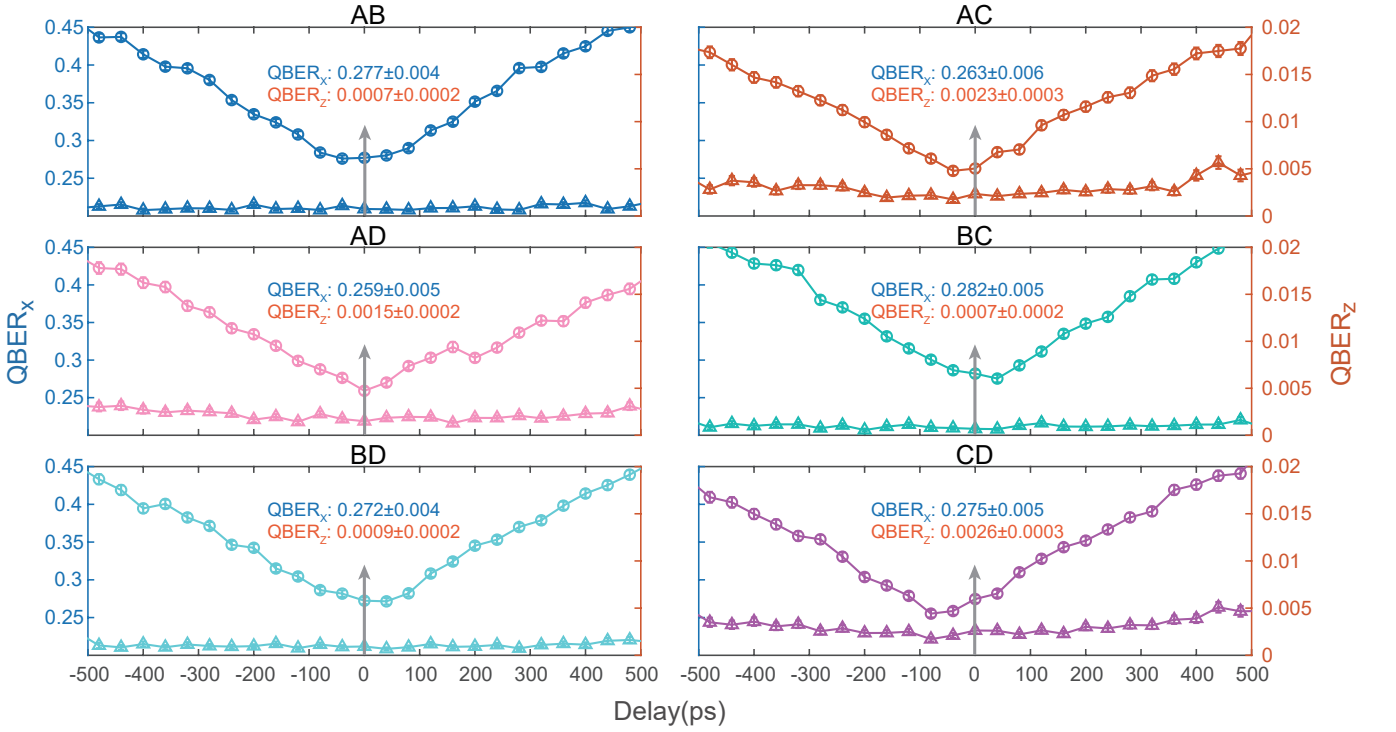 AB
AC
0.45
0.4
0.35
0.3
0.25
QBERX: 0.277±0.004
QBERZ: 0.0007±0.0002
QBERX: 0.263±0.006
QBERZ: 0.0023±0.0003
0.02
0.015
0.01
0.005
0
AD
BC
0.45
0.4
0.35
0.3
0.25
QBERX: 0.259±0.005
QBERZ: 0.0015±0.0002
QBERX: 0.282±0.005
QBERZ: 0.0007±0.0002
0.02
0.015
0.01
0.005
0
QBERX
QBERZ
BD
CD
0.45
0.4
0.35
0.3
0.25
QBERX: 0.272±0.004
QBERZ: 0.0009±0.0002
QBERX: 0.275±0.005
QBERZ: 0.0026±0.0003
0.02
0.015
0.01
0.005
0
-500 -400 -300 -200 -100 0 100 200 300 400 500
-500 -400 -300 -200 -100 0 100 200 300 400 500
Delay(ps)